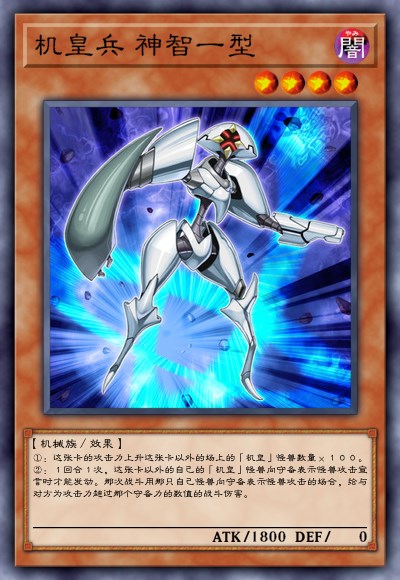 机皇兵 神智一型
やみ
闇
【机械族／效果】
①：这张卡的攻击力上升这张卡以外的场上的「机皇」怪兽数量×１００。
②：１回合１次，这张卡以外的自己的「机皇」怪兽向守备表示怪兽攻击宣
言时才能发动。那次战斗用那只自己怪兽向守备表示怪兽攻击的场合，给与
对方为攻击力超过那个守备力的数值的战斗伤害。
ATK/1800 DEF/ 0